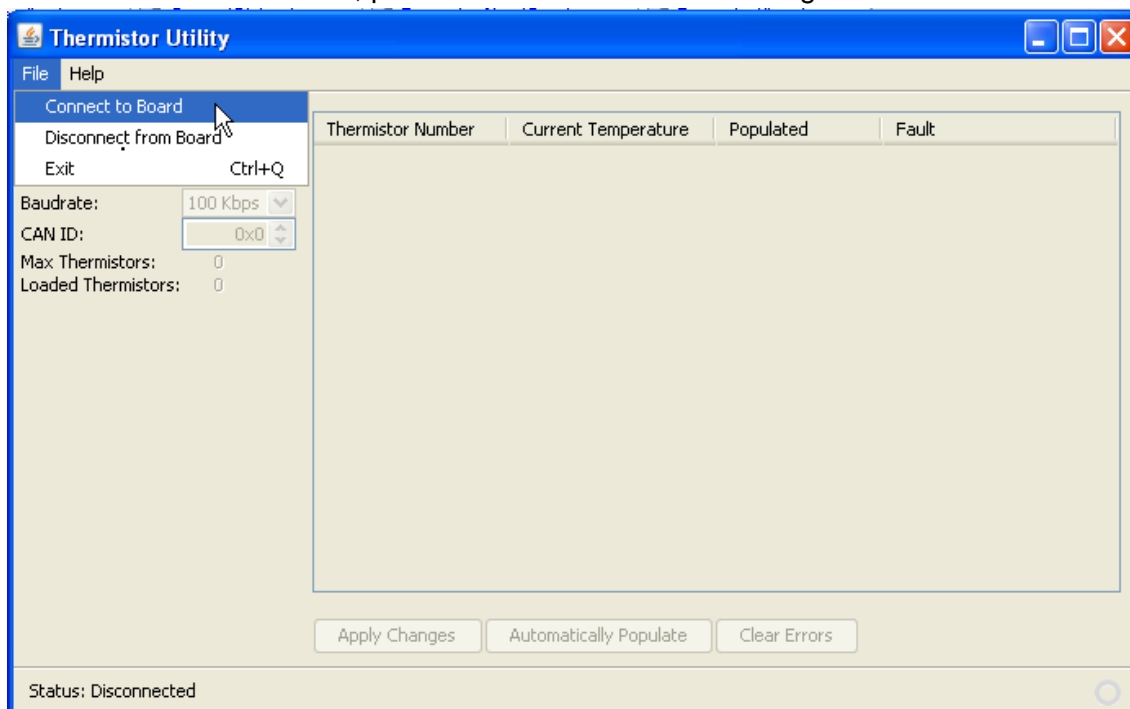 Thermistor Utility
File Help
Connect to Board
Disconnect from Board
Exit Ctrl+Q
Thermistor Number Current Temperature Populated Fault
Baudrate: 100 Kbps
CAN ID: 0x0
Max Thermistors: 0
Loaded Thermistors: 0
Apply Changes Automatically Populate Clear Errors
Status: Disconnected